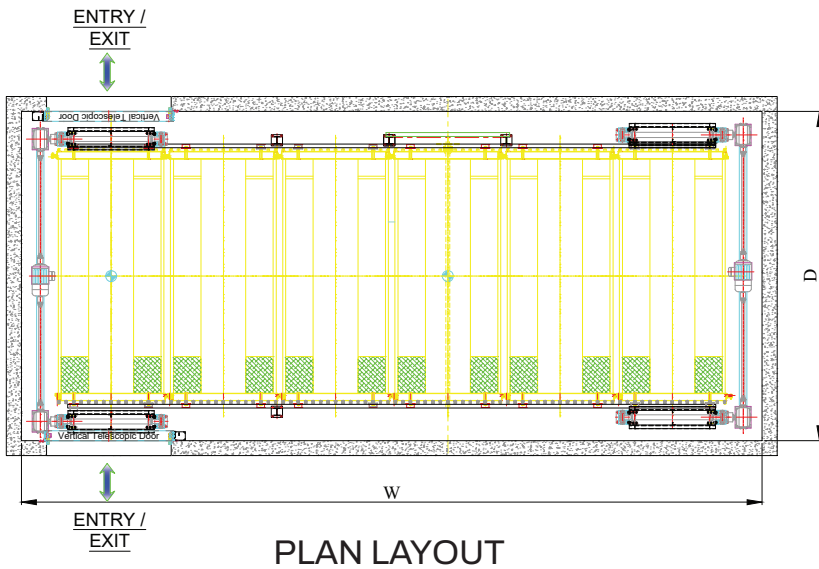 ENTRY /
EXIT
Vertical Telescopic Door
D
Vertical Telescopic Door
W
ENTRY /
EXIT
PLAN LAYOUT